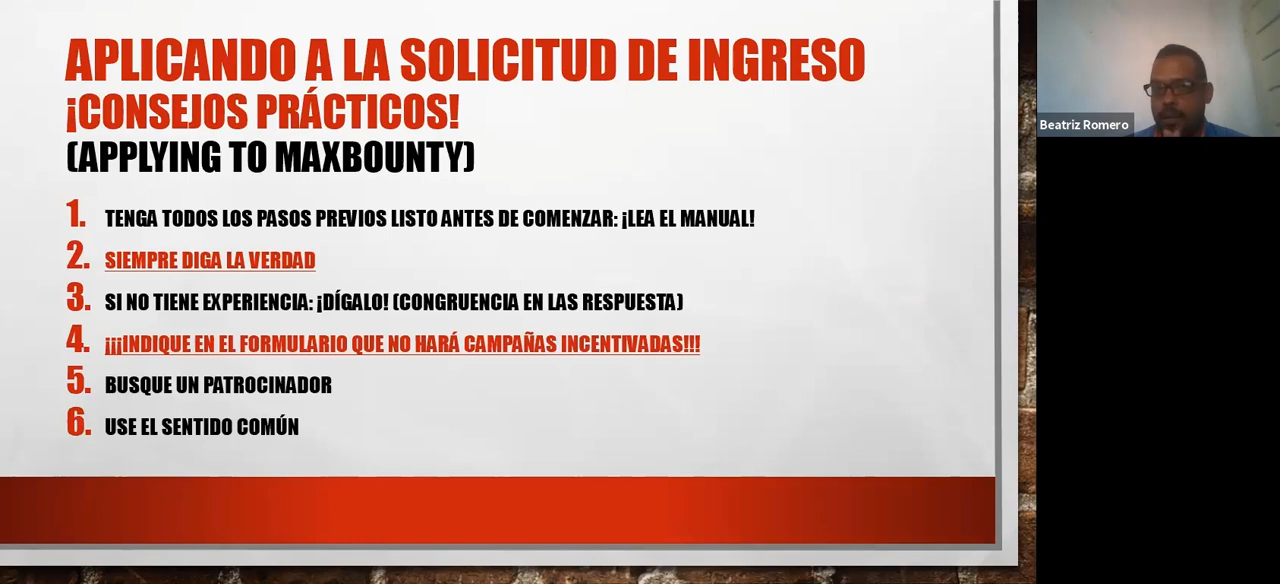 APLICANDO A LA SOLICITUD DE INGRESO
¡CONSEJOS PRÁCTICOS!
(APPLYING TO MAXBOUNTY)
1. TENGA TODOS LOS PASOS PREVIOS LISTO ANTES DE COMENZAR: ¡LEA EL MANUAL!
2. SIEMPRE DIGA LA VERDAD
3. SI NO TIENE EXPERIENCIA: ¡DÍGALO! (CONGRUENCIA EN LAS RESPUESTA)
4. ¡¡¡INDIQUE EN EL FORMULARIO QUE NO HARÁ CAMPAÑAS INCENTIVADAS!!!
5. BUSQUE UN PATROCINADOR
6. USE EL SENTIDO COMÚN
Beatriz Romero